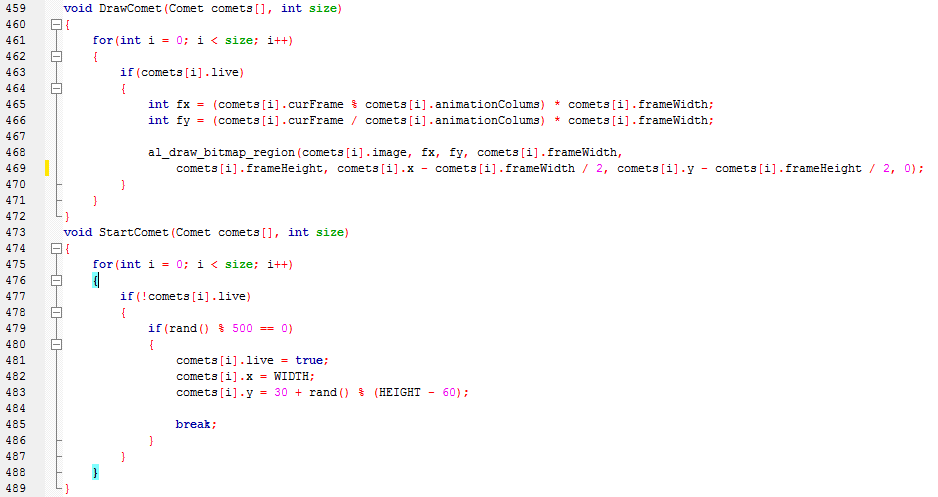 459 void DrawComet(Comet comets[], int size)
460 {
461     for(int i = 0; i < size; i++)
462     {
463         if(comets[i].live)
464         {
465             int fx = (comets[i].curFrame % comets[i].animationColums) * comets[i].frameWidth;
466             int fy = (comets[i].curFrame / comets[i].animationColums) * comets[i].frameWidth;
467
468             al_draw_bitmap_region(comets[i].image, fx, fy, comets[i].frameWidth,
469                 comets[i].frameHeight, comets[i].x - comets[i].frameWidth / 2, comets[i].y - comets[i].frameHeight / 2, 0);
470         }
471     }
472 }
473 void StartComet(Comet comets[], int size)
474 {
475     for(int i = 0; i < size; i++)
476     {
477         if(!comets[i].live)
478         {
479             if(rand() % 500 == 0)
480             {
481                 comets[i].live = true;
482                 comets[i].x = WIDTH;
483                 comets[i].y = 30 + rand() % (HEIGHT - 60);
484
485                 break;
486             }
487         }
488     }
489 }